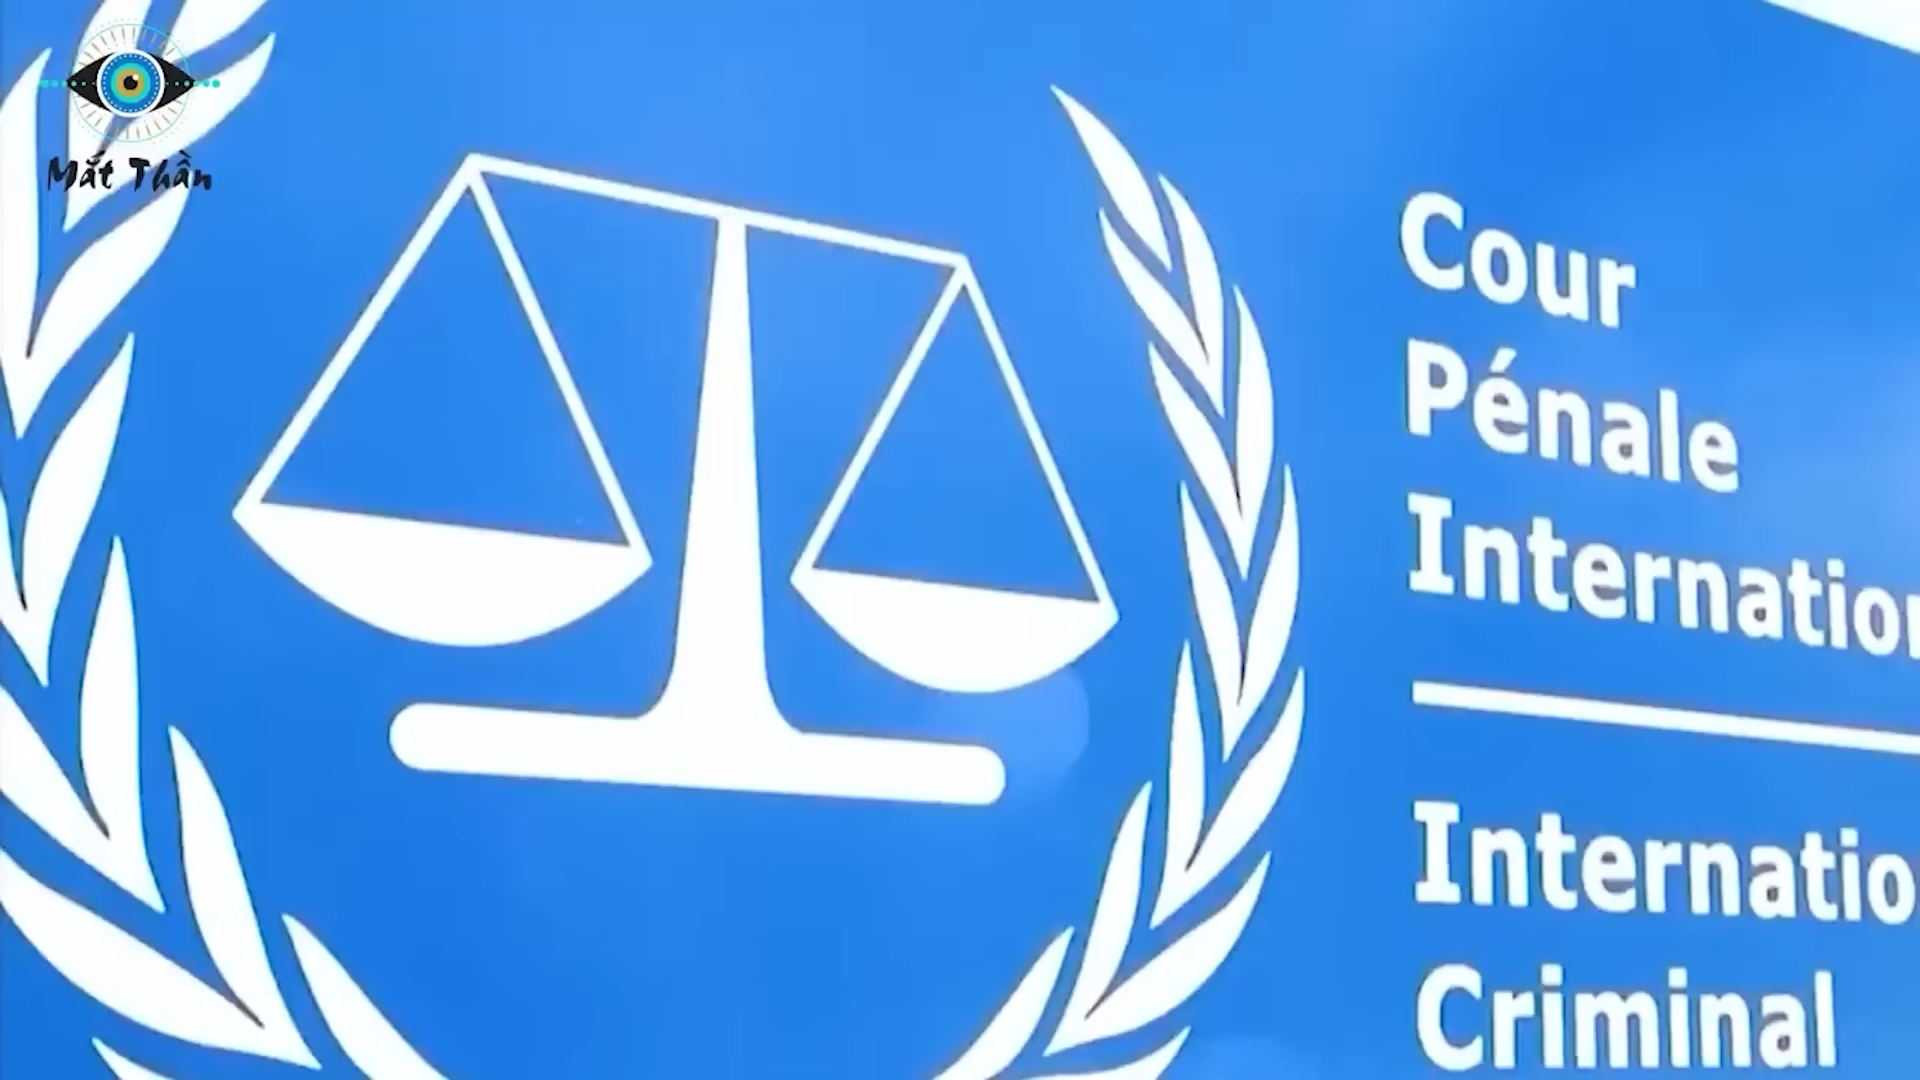 Mắt Thần
Cour
Pénale
Internation
Internatio
Criminal